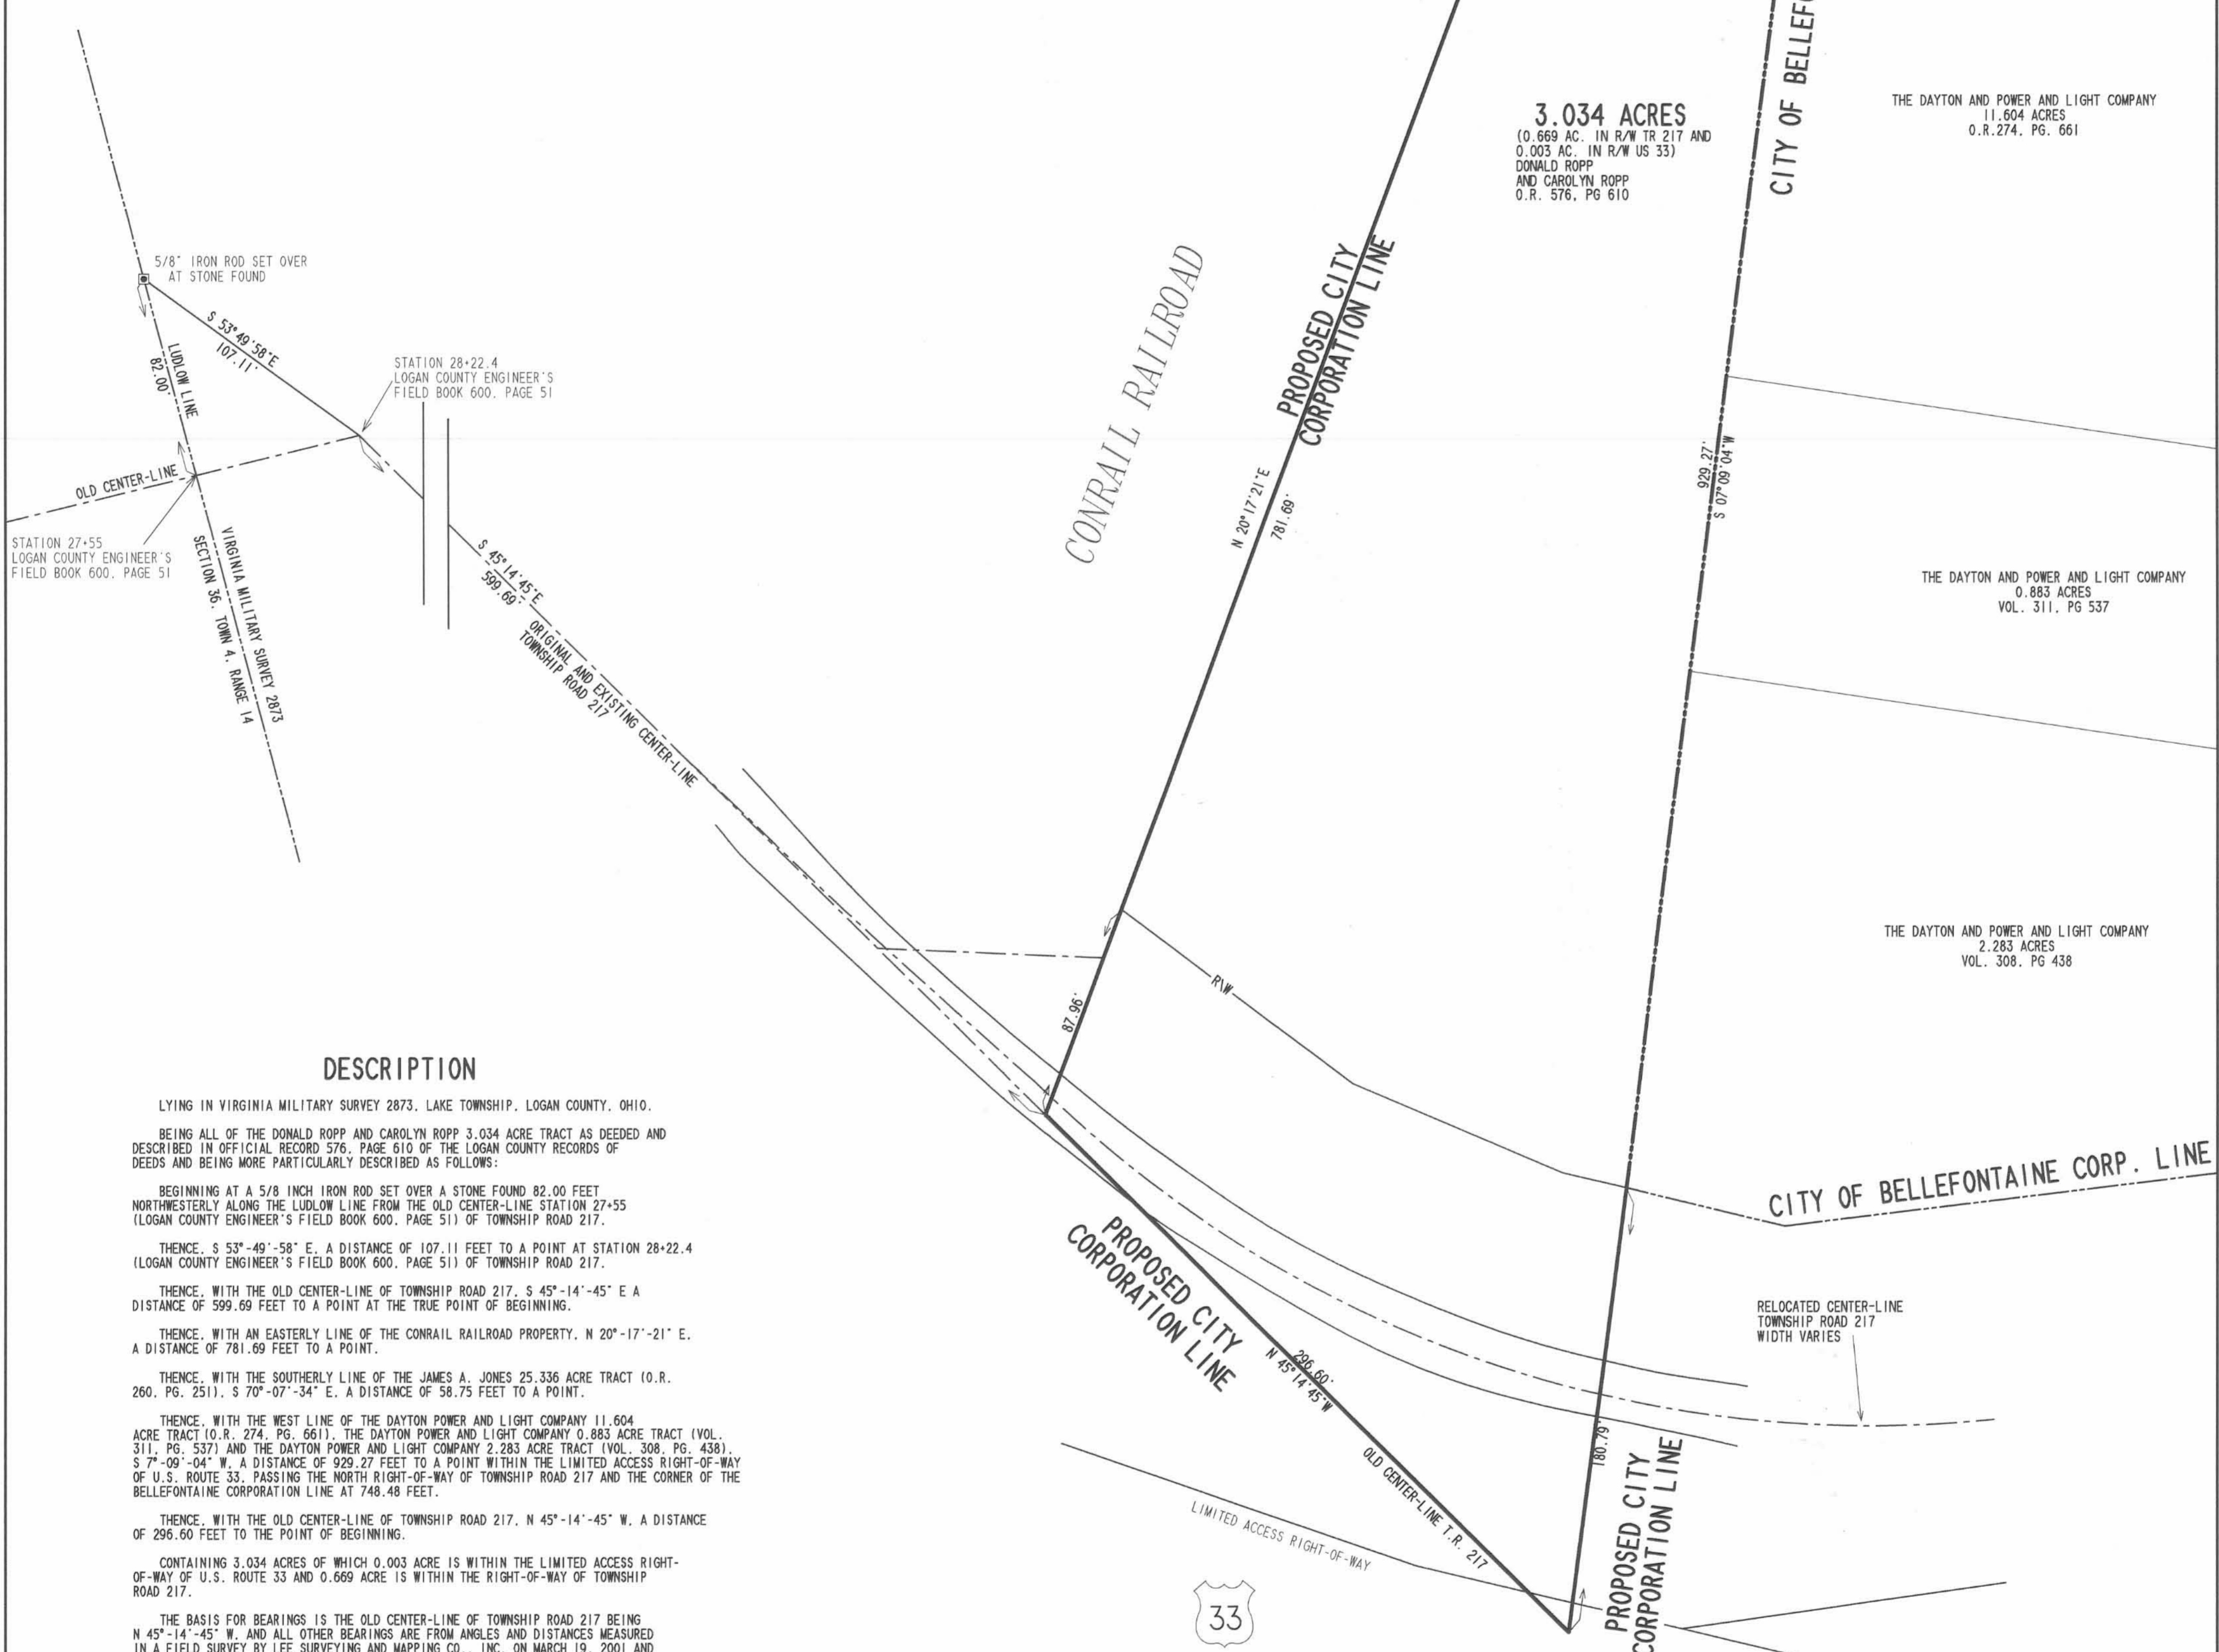 CITY OF BELLEF
THE DAYTON AND POWER AND LIGHT COMPANY
11.604 ACRES
O.R.274, PG. 661
3.034 ACRES
(0.669 AC. IN R/W TR 217 AND
0.003 AC. IN R/W US 33)
DONALD ROPP
AND CAROLYN ROPP
O.R. 576, PG 610
5/8" IRON ROD SET OVER
AT STONE FOUND
S 53°49'58"E
107.11'
LUDLOW LINE
82.00'
STATION 28+22.4
LOGAN COUNTY ENGINEER'S
FIELD BOOK 600, PAGE 51
OLD CENTER-LINE
STATION 27+55
LOGAN COUNTY ENGINEER'S
FIELD BOOK 600, PAGE 51
VIRGINIA MILITARY SURVEY 2873
SECTION 36, TOWN 4, RANGE 14
S 45°14'45"E
599.69'
ORIGINAL AND EXISTING CENTER-LINE
TOWNSHIP ROAD 217
CONRAIL RAILROAD
PROPOSED CITY
CORPORATION LINE
N 20°17'21"E
781.69'
929.27'
S 07°09'04"W
THE DAYTON AND POWER AND LIGHT COMPANY
0.883 ACRES
VOL. 311, PG 537
THE DAYTON AND POWER AND LIGHT COMPANY
2.283 ACRES
VOL. 308, PG 438
R\W
87.96'
CITY OF BELLEFONTAINE CORP. LINE
PROPOSED CITY
CORPORATION LINE
296.60'
N 45°14'45"W
OLD CENTER-LINE T.R. 217
RELOCATED CENTER-LINE
TOWNSHIP ROAD 217
WIDTH VARIES
180.79'
PROPOSED CITY
CORPORATION LINE
LIMITED ACCESS RIGHT-OF-WAY
33
DESCRIPTION
LYING IN VIRGINIA MILITARY SURVEY 2873, LAKE TOWNSHIP, LOGAN COUNTY, OHIO.
BEING ALL OF THE DONALD ROPP AND CAROLYN ROPP 3.034 ACRE TRACT AS DEEDED AND
DESCRIBED IN OFFICIAL RECORD 576, PAGE 610 OF THE LOGAN COUNTY RECORDS OF
DEEDS AND BEING MORE PARTICULARLY DESCRIBED AS FOLLOWS:
BEGINNING AT A 5/8 INCH IRON ROD SET OVER A STONE FOUND 82.00 FEET
NORTHWESTERLY ALONG THE LUDLOW LINE FROM THE OLD CENTER-LINE STATION 27+55
(LOGAN COUNTY ENGINEER'S FIELD BOOK 600, PAGE 51) OF TOWNSHIP ROAD 217.
THENCE, S 53°-49'-58" E, A DISTANCE OF 107.11 FEET TO A POINT AT STATION 28+22.4
(LOGAN COUNTY ENGINEER'S FIELD BOOK 600, PAGE 51) OF TOWNSHIP ROAD 217.
THENCE, WITH THE OLD CENTER-LINE OF TOWNSHIP ROAD 217, S 45°-14'-45" E A
DISTANCE OF 599.69 FEET TO A POINT AT THE TRUE POINT OF BEGINNING.
THENCE, WITH AN EASTERLY LINE OF THE CONRAIL RAILROAD PROPERTY, N 20°-17'-21" E,
A DISTANCE OF 781.69 FEET TO A POINT.
THENCE, WITH THE SOUTHERLY LINE OF THE JAMES A. JONES 25.336 ACRE TRACT (O.R.
260, PG. 251), S 70°-07'-34" E, A DISTANCE OF 58.75 FEET TO A POINT.
THENCE, WITH THE WEST LINE OF THE DAYTON POWER AND LIGHT COMPANY 11.604
ACRE TRACT (O.R. 274, PG. 661), THE DAYTON POWER AND LIGHT COMPANY 0.883 ACRE TRACT (VOL.
311, PG. 537) AND THE DAYTON POWER AND LIGHT COMPANY 2.283 ACRE TRACT (VOL. 308, PG. 438),
S 7°-09'-04" W, A DISTANCE OF 929.27 FEET TO A POINT WITHIN THE LIMITED ACCESS RIGHT-OF-WAY
OF U.S. ROUTE 33, PASSING THE NORTH RIGHT-OF-WAY OF TOWNSHIP ROAD 217 AND THE CORNER OF THE
BELLEFONTAINE CORPORATION LINE AT 748.48 FEET.
THENCE, WITH THE OLD CENTER-LINE OF TOWNSHIP ROAD 217, N 45°-14'-45" W, A DISTANCE
OF 296.60 FEET TO THE POINT OF BEGINNING.
CONTAINING 3.034 ACRES OF WHICH 0.003 ACRE IS WITHIN THE LIMITED ACCESS RIGHT-
OF-WAY OF U.S. ROUTE 33 AND 0.669 ACRE IS WITHIN THE RIGHT-OF-WAY OF TOWNSHIP
ROAD 217.
THE BASIS FOR BEARINGS IS THE OLD CENTER-LINE OF TOWNSHIP ROAD 217 BEING
N 45°-14'-45" W, AND ALL OTHER BEARINGS ARE FROM ANGLES AND DISTANCES MEASURED
IN A FIELD SURVEY BY LEE SURVEYING AND MAPPING CO., INC. ON MARCH 19, 2001 AND